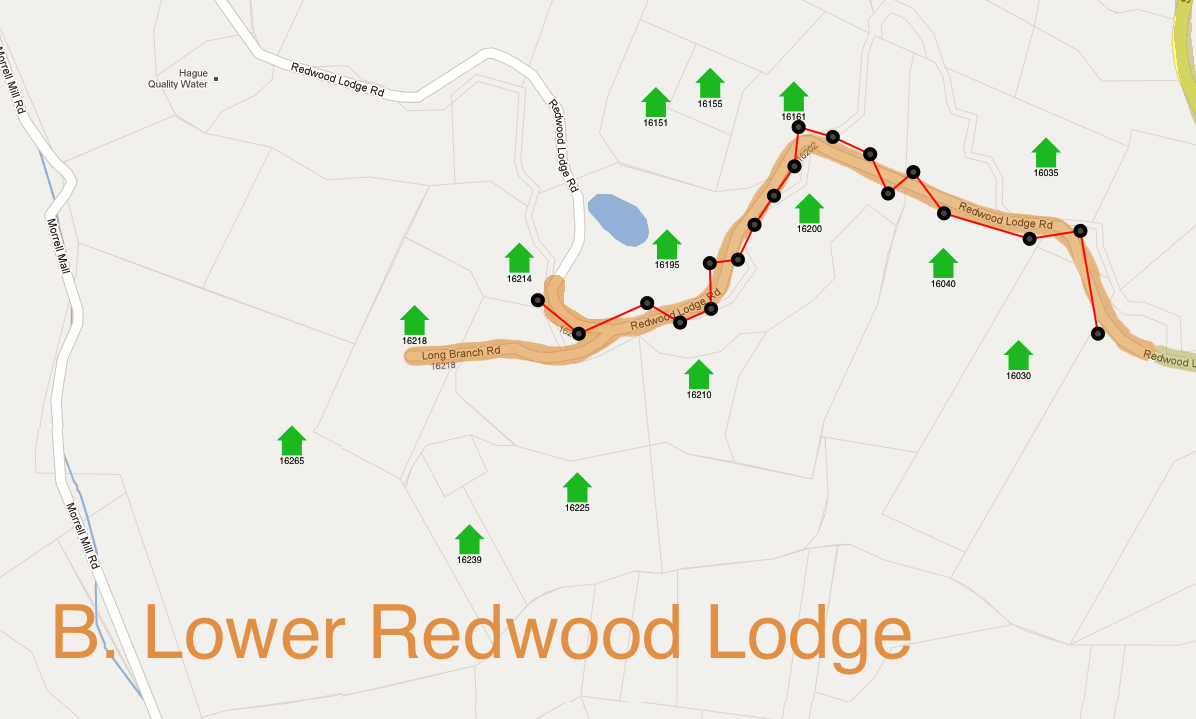 Morrell Mill Rd
Hague
Quality Water
Redwood Lodge Rd
Redwood Lodge Rd
16151
16155
16161
16202
16035
Redwood Lodge Rd
16200
Morrell Mall
16214
16195
16040
Redwood Lodge Rd
16218
Long Branch Rd
16218
Redwood L
16210
16030
16265
16225
Morrell Mill Rd
16239
B. Lower Redwood Lodge